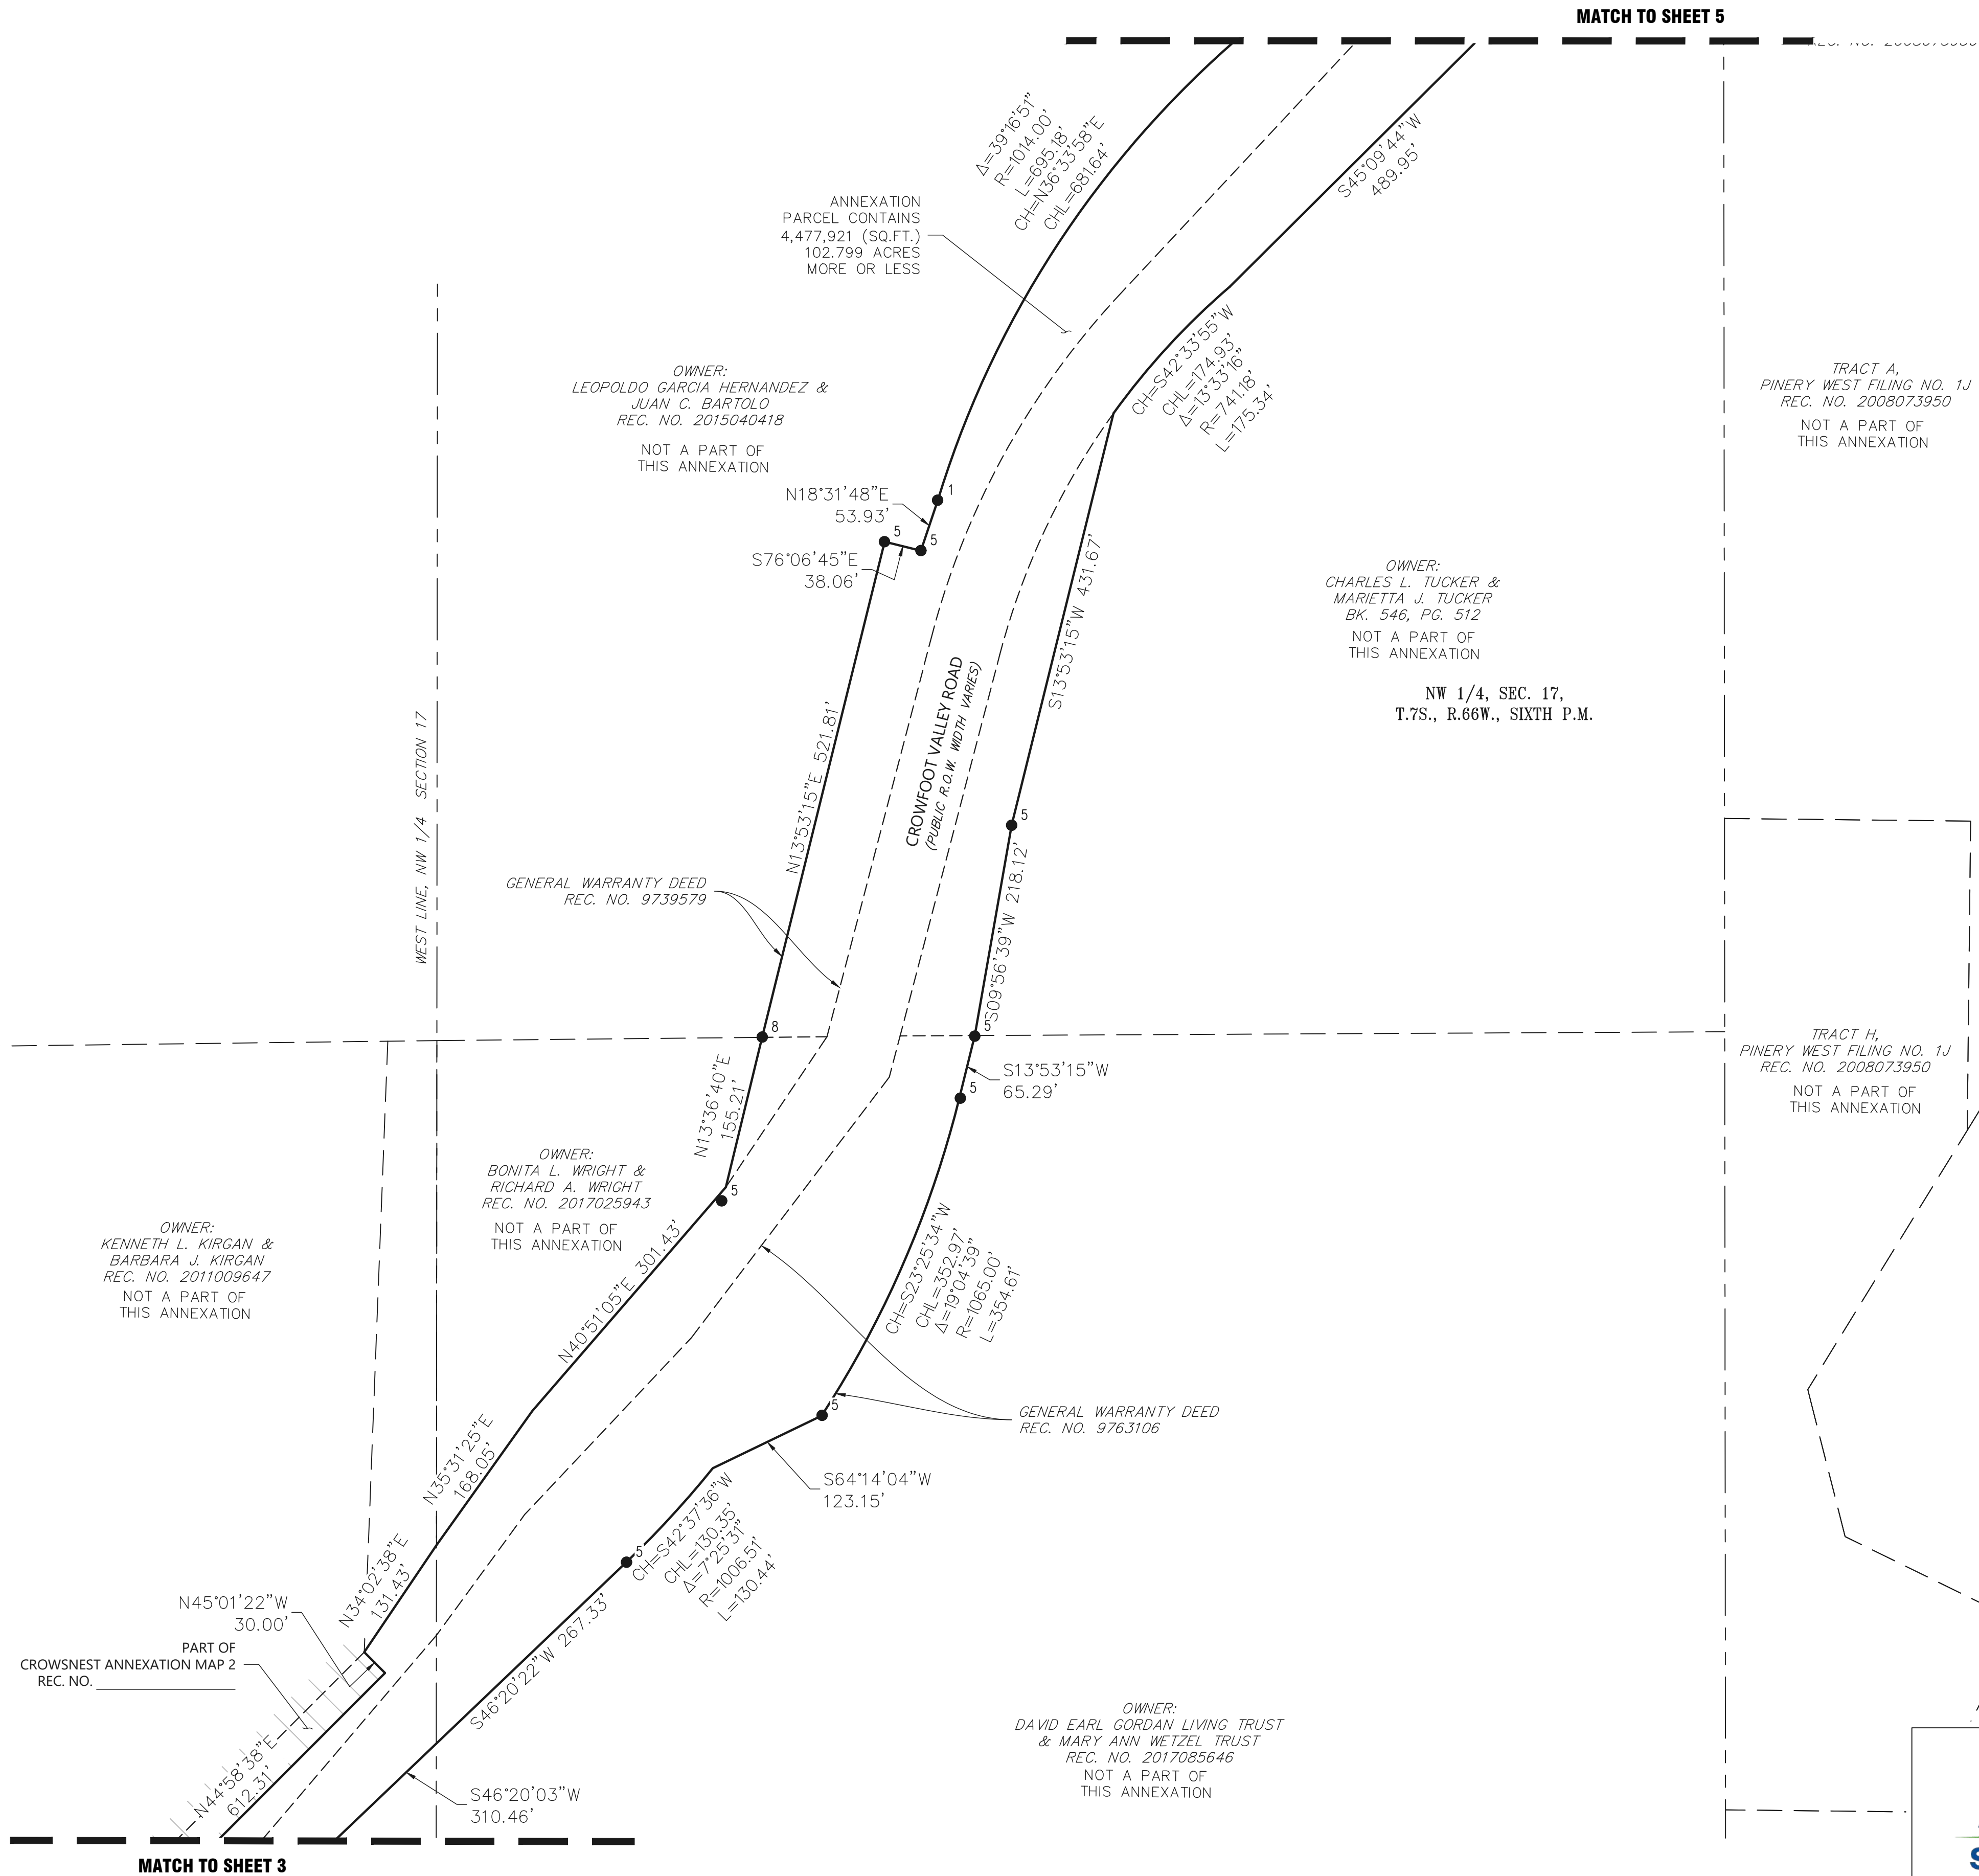 MATCH TO SHEET 5
Δ=39°16'51"
R=1014.00'
L=695.18'
CH=N36°33'58"E
CHL=681.64'
S45°09'44"W
489.95'
ANNEXATION
PARCEL CONTAINS
4,477,921 (SQ.FT.)
102.799 ACRES
MORE OR LESS
CH=S42°33'55"W
CHL=174.93'
Δ=13°33'16"
R=741.18'
L=175.34'
OWNER:
LEOPOLDO GARCIA HERNANDEZ &
JUAN C. BARTOLO
REC. NO. 2015040418
NOT A PART OF
THIS ANNEXATION
TRACT A,
PINERY WEST FILING NO. 1J
REC. NO. 2008073950
NOT A PART OF
THIS ANNEXATION
N18°31'48"E
53.93'
1
5
5
S76°06'45"E
38.06'
S13°53'15"W 431.67'
OWNER:
CHARLES L. TUCKER &
MARIETTA J. TUCKER
BK. 546, PG. 512
NOT A PART OF
THIS ANNEXATION
NW 1/4, SEC. 17,
T.7S., R.66W., SIXTH P.M.
WEST LINE, NW 1/4 SECTION 17
N13°53'15"E 521.81'
CROWFOOT VALLEY ROAD
(PUBLIC R.O.W. WIDTH VARIES)
5
GENERAL WARRANTY DEED
REC. NO. 9739579
S09°56'39"W 218.12'
8
5
S13°53'15"W
65.29'
5
TRACT H,
PINERY WEST FILING NO. 1J
REC. NO. 2008073950
NOT A PART OF
THIS ANNEXATION
N13°36'40"E
155.21'
5
OWNER:
BONITA L. WRIGHT &
RICHARD A. WRIGHT
REC. NO. 2017025943
NOT A PART OF
THIS ANNEXATION
OWNER:
KENNETH L. KIRGAN &
BARBARA J. KIRGAN
REC. NO. 2011009647
NOT A PART OF
THIS ANNEXATION
N40°51'05"E 301.43'
CH=S23°25'34"W
CHL=352.97'
Δ=19°04'39"
R=1065.00'
L=354.61'
5
GENERAL WARRANTY DEED
REC. NO. 9763106
S64°14'04"W
123.15'
N35°31'25"E
168.05'
CH=S42°37'36"W
CHL=130.35'
Δ=7°25'31"
R=1006.51'
L=130.44'
5
N34°02'38"E
131.43'
N45°01'22"W
30.00'
PART OF
CROWSNEST ANNEXATION MAP 2
REC. NO.
S46°20'22"W 267.33'
N44°58'38"E
612.31'
S46°20'03"W
310.46'
OWNER:
DAVID EARL GORDAN LIVING TRUST
& MARY ANN WETZEL TRUST
REC. NO. 2017085646
NOT A PART OF
THIS ANNEXATION
MATCH TO SHEET 3